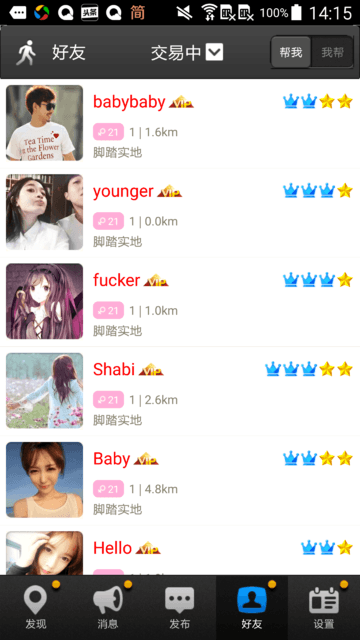 头条 简 100% 14:15
好友 交易中 帮我 我帮
babybaby VIP
21 1 | 1.6km
脚踏实地
younger VIP
21 1 | 0.0km
脚踏实地
fucker VIP
21 1 | 1.0km
脚踏实地
Shabi VIP
21 1 | 2.6km
脚踏实地
Baby VIP
21 1 | 4.8km
脚踏实地
Hello VIP
Tea Time
at the Flower
Gardens
发现 消息 发布 好友 设置